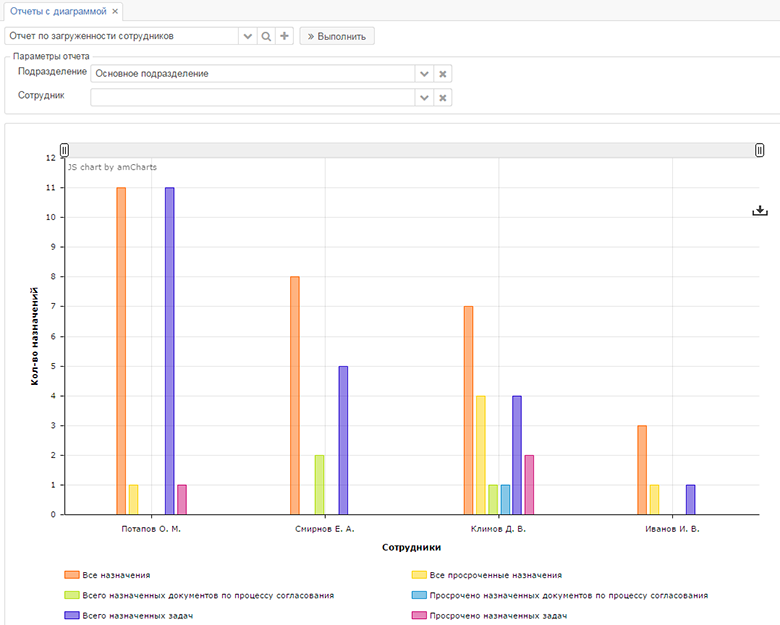 Отчеты с диаграммой
Отчет по загруженности сотрудников
» Выполнить
Параметры отчета
Подразделение Основное подразделение
Сотрудник
JS chart by amCharts
12
11
10
9
8
7
6
5
4
3
2
1
0
Кол-во назначений
Потапов О. М. Смирнов Е. А. Климов Д. В. Иванов И. В.
Сотрудники
Все назначения Все просроченные назначения
Всего назначенных документов по процессу согласования Просрочено назначенных документов по процессу согласования
Всего назначенных задач Просрочено назначенных задач